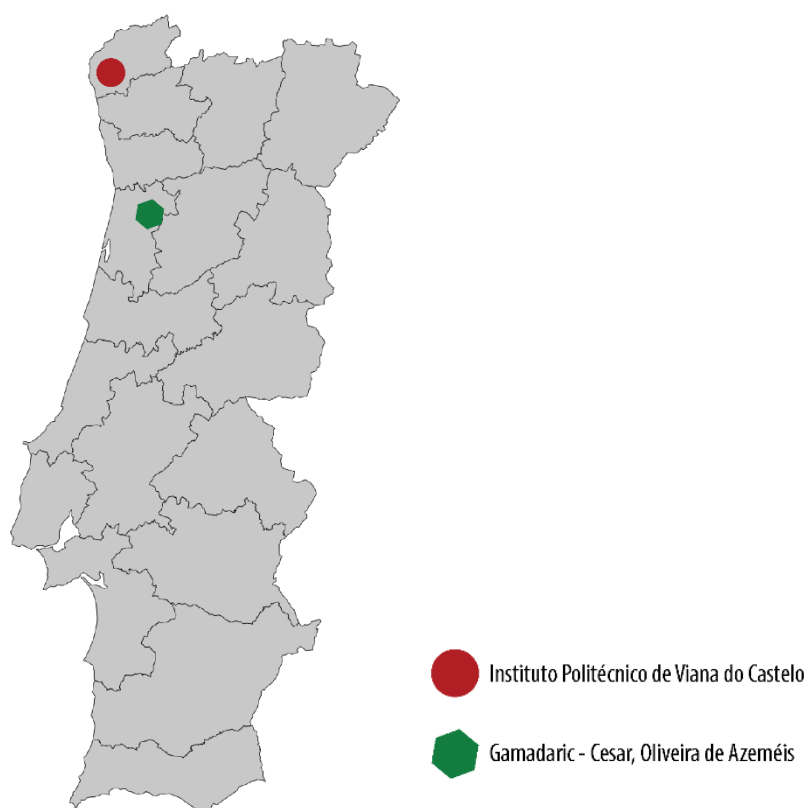 Instituto Politécnico de Viana do Castelo
Gamadaric - Cesar, Oliveira de Azeméis